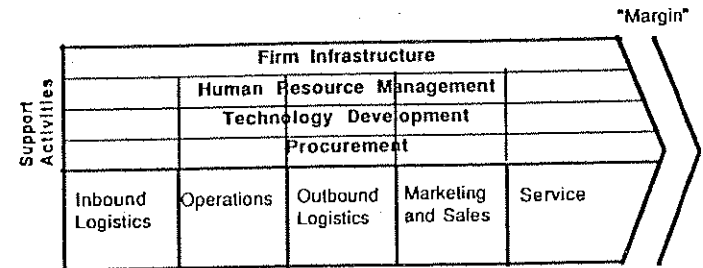 "Margin"
Firm Infrastructure
Human Resource Management
Technology Development
Procurement
Support
Activities
Inbound
Logistics
Operations
Outbound
Logistics
Marketing
and Sales
Service